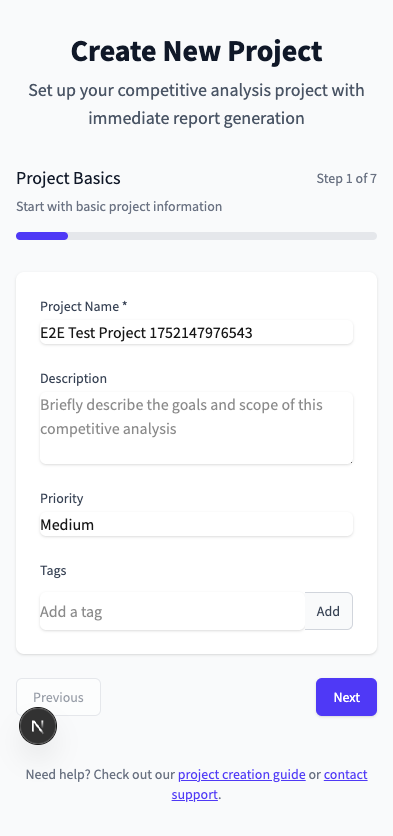 Create New Project
Set up your competitive analysis project with
immediate report generation
Project Basics
Step 1 of 7
Start with basic project information
Project Name *
E2E Test Project 1752147976543
Description
Briefly describe the goals and scope of this
competitive analysis
Priority
Medium
Tags
Add a tag
Add
Previous
Next
N
Need help? Check out our project creation guide or contact
support.